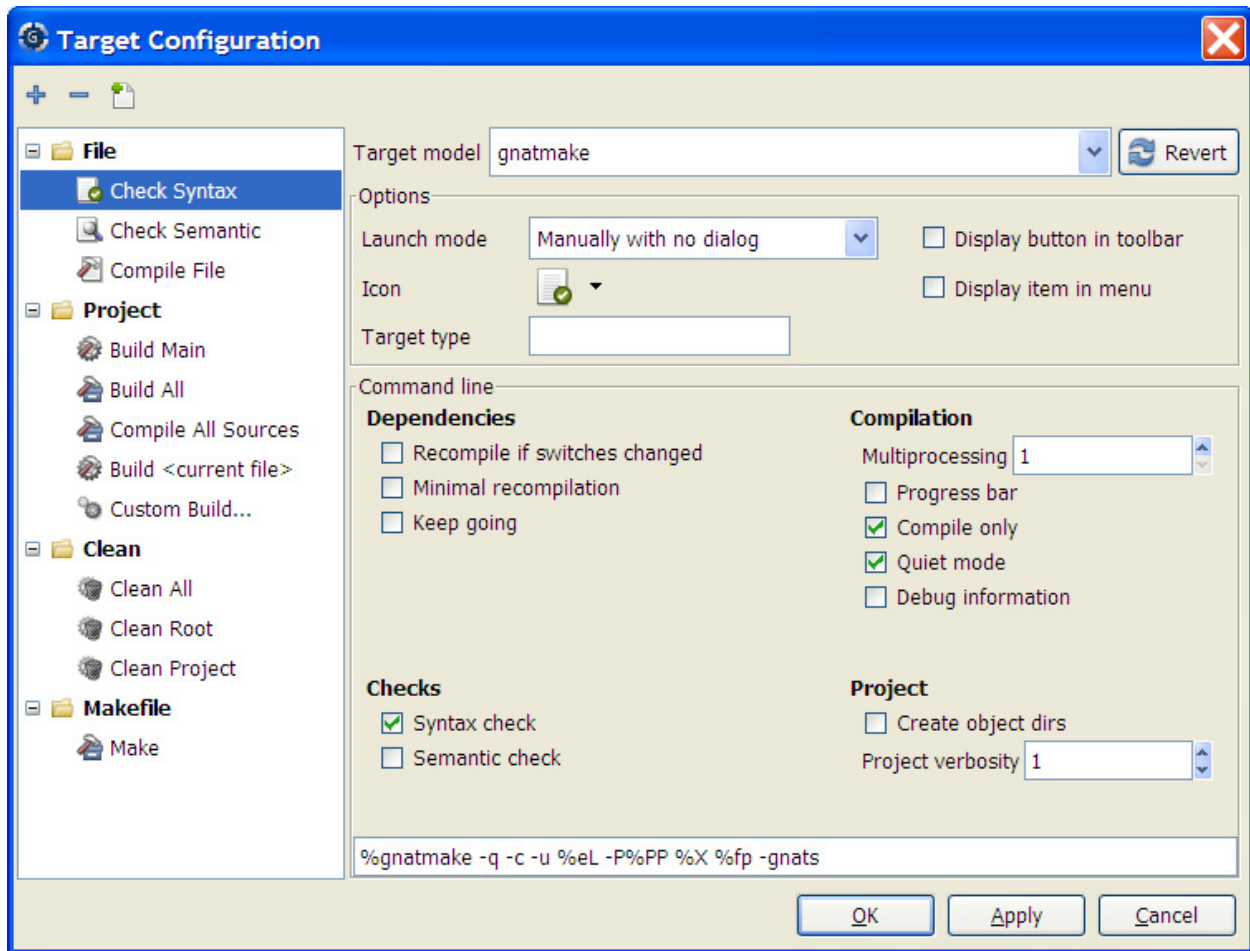 Target Configuration
File
Check Syntax
Check Semantic
Compile File
Project
Build Main
Build All
Compile All Sources
Build <current file>
Custom Build...
Clean
Clean All
Clean Root
Clean Project
Makefile
Make
Target model gnatmake Revert
Options
Launch mode Manually with no dialog Display button in toolbar
Icon Display item in menu
Target type
Command line
Dependencies
Recompile if switches changed
Minimal recompilation
Keep going
Compilation
Multiprocessing 1
Progress bar
Compile only
Quiet mode
Debug information
Checks
Syntax check
Semantic check
Project
Create object dirs
Project verbosity 1
%gnatmake -q -c -u %eL -P%PP %X %fp -gnats
OK Apply Cancel